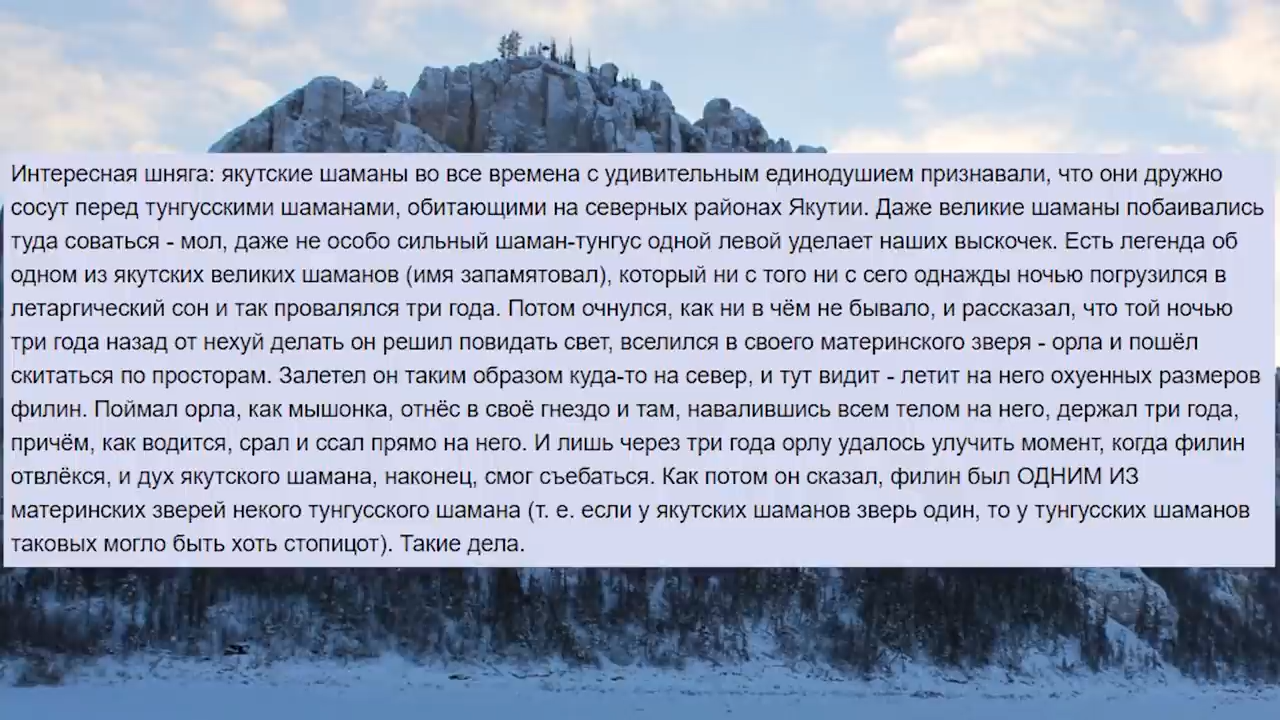 Интересная шняга: якутские шаманы во все времена с удивительным единодушием признавали, что они дружно
сосут перед тунгусскими шаманами, обитающими на северных районах Якутии. Даже великие шаманы побаивались
туда соваться - мол, даже не особо сильный шаман-тунгус одной левой уделает наших выскочек. Есть легенда об
одном из якутских великих шаманов (имя запамятовал), который ни с того ни с сего однажды ночью погрузился в
летаргический сон и так провалялся три года. Потом очнулся, как ни в чём не бывало, и рассказал, что той ночью
три года назад от нехуй делать он решил повидать свет, вселился в своего материнского зверя - орла и пошёл
скитаться по просторам. Залетел он таким образом куда-то на север, и тут видит - летит на него охуенных размеров
филин. Поймал орла, как мышонка, отнёс в своё гнездо и там, навалившись всем телом на него, держал три года,
причём, как водится, срал и ссал прямо на него. И лишь через три года орлу удалось улучить момент, когда филин
отвлёкся, и дух якутского шамана, наконец, смог съебаться. Как потом он сказал, филин был ОДНИМ ИЗ
материнских зверей некого тунгусского шамана (т. е. если у якутских шаманов зверь один, то у тунгусских шаманов
таковых могло быть хоть стопицот). Такие дела.